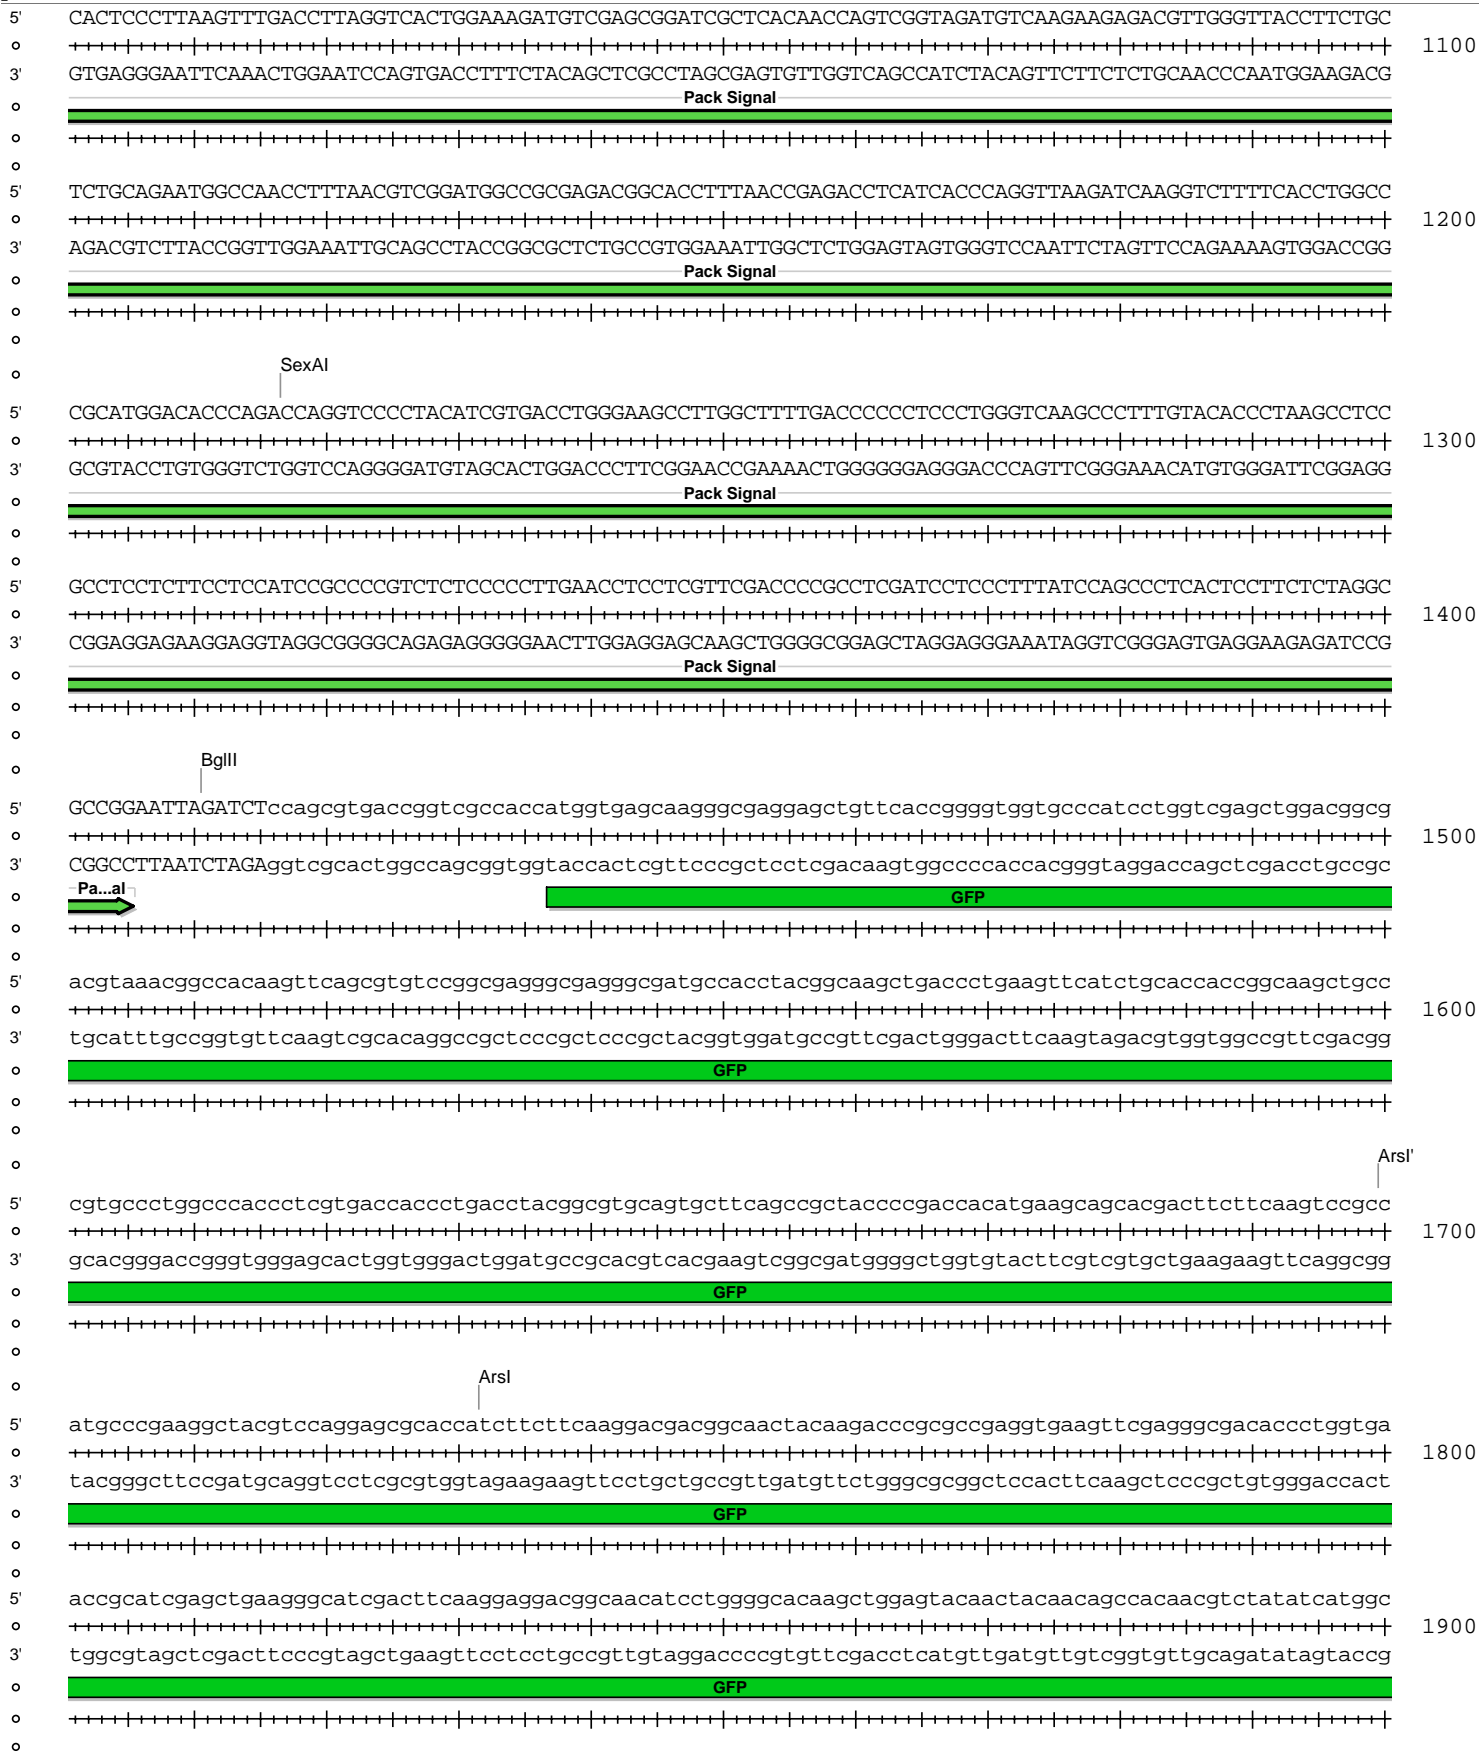 5' CACTCCCTTAAGTTTGACCTTAGGTCACTGGAAAGATGTCGAGCGGATCGCTCACAACCAGTCGGTAGATGTCAAGAAGAGACGTTGGGTTACCTTCTGC
1100
3' GTGAGGGAATTCAAACTGGAATCCAGTGACCTTTCTACAGCTCGCCTAGCGAGTGTTGGTCAGCCATCTACAGTTCTTCTCTGCAACCCAATGGAAGACG
Pack Signal
5' TCTGCAGAATGGCCAACCTTTAACGTCGGATGGCCGCGAGACGGCACCTTTAACCGAGACCTCATCACCCAGGTTAAGATCAAGGTCTTTTCACCTGGCC
1200
3' AGACGTCTTACCGGTTGGAAATTGCAGCCTACCGGCGCTCTGCCGTGGAAATTGGCTCTGGAGTAGTGGGTCCAATTCTAGTTCCAGAAAAGTGGACCGG
Pack Signal
SexAI
5' CGCATGGACACCCAGACCAGGTCCCCTACATCGTGACCTGGGAAGCCTTGGCTTTTGACCCCCCTCCCTGGGTCAAGCCCTTTGTACACCCTAAGCCTCC
1300
3' GCGTACCTGTGGGTCTGGTCCAGGGGATGTAGCACTGGACCCTTCGGAACCGAAAACTGGGGGGAGGGACCCAGTTCGGGAAACATGTGGGATTCGGAGG
Pack Signal
5' GCCTCCTCTTCCTCCATCCGCCCCGTCTCTCCCCCTTGAACCTCCTCGTTCGACCCCGCCTCGATCCTCCCTTTATCCAGCCCTCACTCCTTCTCTAGGC
1400
3' CGGAGGAGAAGGAGGTAGGCGGGGCAGAGAGGGGGAACTTGGAGGAGCAAGCTGGGGCGGAGCTAGGAGGGAAATAGGTCGGGAGTGAGGAAGAGATCCG
Pack Signal
BglII
5' GCCGGAATTAGATCTccagcgtgaccggtcgccaccatggtgagcaagggcgaggagctgttcaccggggtggtgcccatcctggtcgagctggacggcg
1500
3' CGGCCTTAATCTAGAggtcgcactggccagcggtggtaccactcgttcccgctcctcgacaagtggccccaccacgggtaggaccagctcgacctgccgc
Pa...al GFP
5' acgtaaacggccacaagttcagcgtgtccggcgagggcgagggcgatgccacctacggcaagctgaccctgaagttcatctgcaccaccggcaagctgcc
1600
3' tgcatttgccggtgttcaagtcgcacaggccgctcccgctcccgctacggtggatgccgttcgactgggacttcaagtagacgtggtggccgttcgacgg
GFP
ArsI'
5' cgtgccctggcccaccctcgtgaccaccctgacctacggcgtgcagtgcttcagccgctaccccgaccacatgaagcagcacgacttcttcaagtccgcc
1700
3' gcacgggaccgggtgggagcactggtgggactggatgccgcacgtcacgaagtcggcgatggggctggtgtacttcgtcgtgctgaagaagttcaggcgg
GFP
ArsI
5' atgcccgaaggctacgtccaggagcgcaccatcttcttcaaggacgacggcaactacaagacccgcgccgaggtgaagttcgagggcgacaccctggtga
1800
3' tacgggcttccgatgcaggtcctcgcgtggtagaagaagttcctgctgccgttgatgttctgggcgcggctccacttcaagctcccgctgtgggaccact
GFP
5' accgcatcgagctgaagggcatcgacttcaaggaggacggcaacatcctggggcacaagctggagtacaactacaacagccacaacgtctatatcatggc
1900
3' tggcgtagctcgacttcccgtagctgaagttcctcctgccgttgtaggaccccgtgttcgacctcatgttgatgttgtcggtgttgcagatatagtaccg
GFP